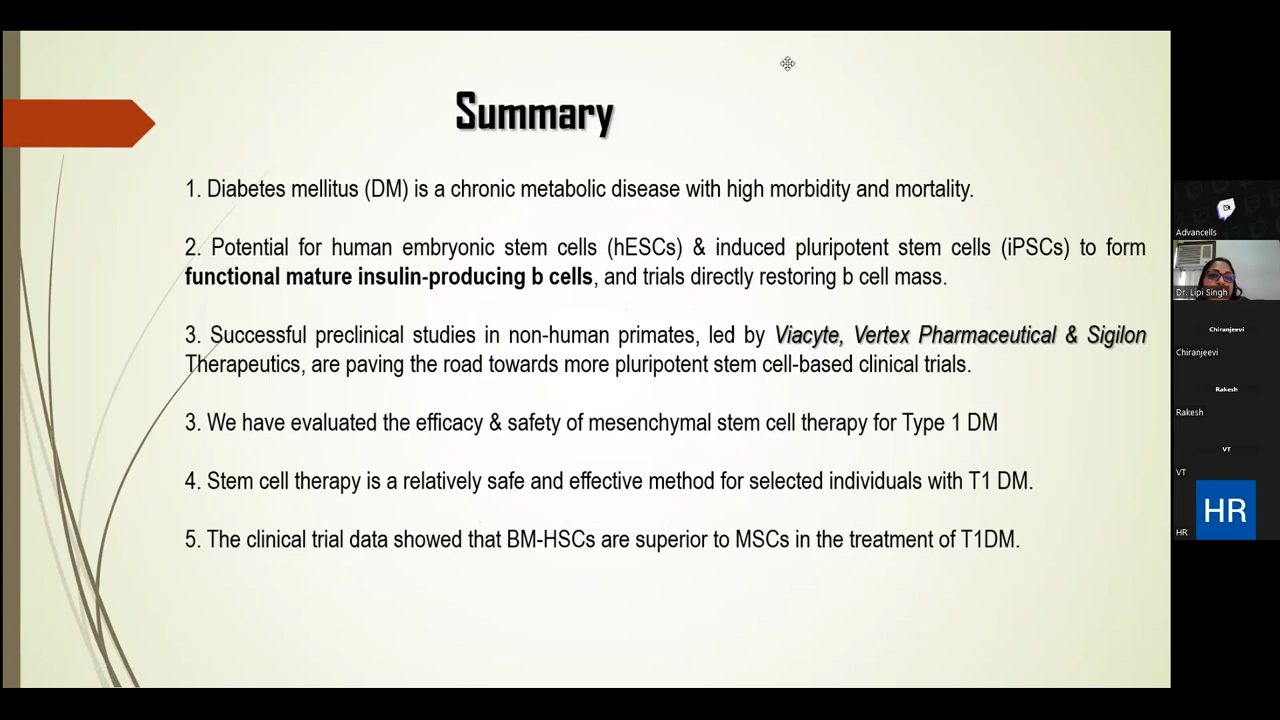 Summary
1. Diabetes mellitus (DM) is a chronic metabolic disease with high morbidity and mortality.
2. Potential for human embryonic stem cells (hESCs) & induced pluripotent stem cells (iPSCs) to form
functional mature insulin-producing b cells, and trials directly restoring b cell mass.
3. Successful preclinical studies in non-human primates, led by Viacyte, Vertex Pharmaceutical & Sigilon
Therapeutics, are paving the road towards more pluripotent stem cell-based clinical trials.
3. We have evaluated the efficacy & safety of mesenchymal stem cell therapy for Type 1 DM
4. Stem cell therapy is a relatively safe and effective method for selected individuals with T1 DM.
5. The clinical trial data showed that BM-HSCs are superior to MSCs in the treatment of T1DM.
Advancells
Dr. Lipi Singh
Chiranjeevi
Chiranjeevi
Rakesh
Rakesh
VT
VT
HR
HR